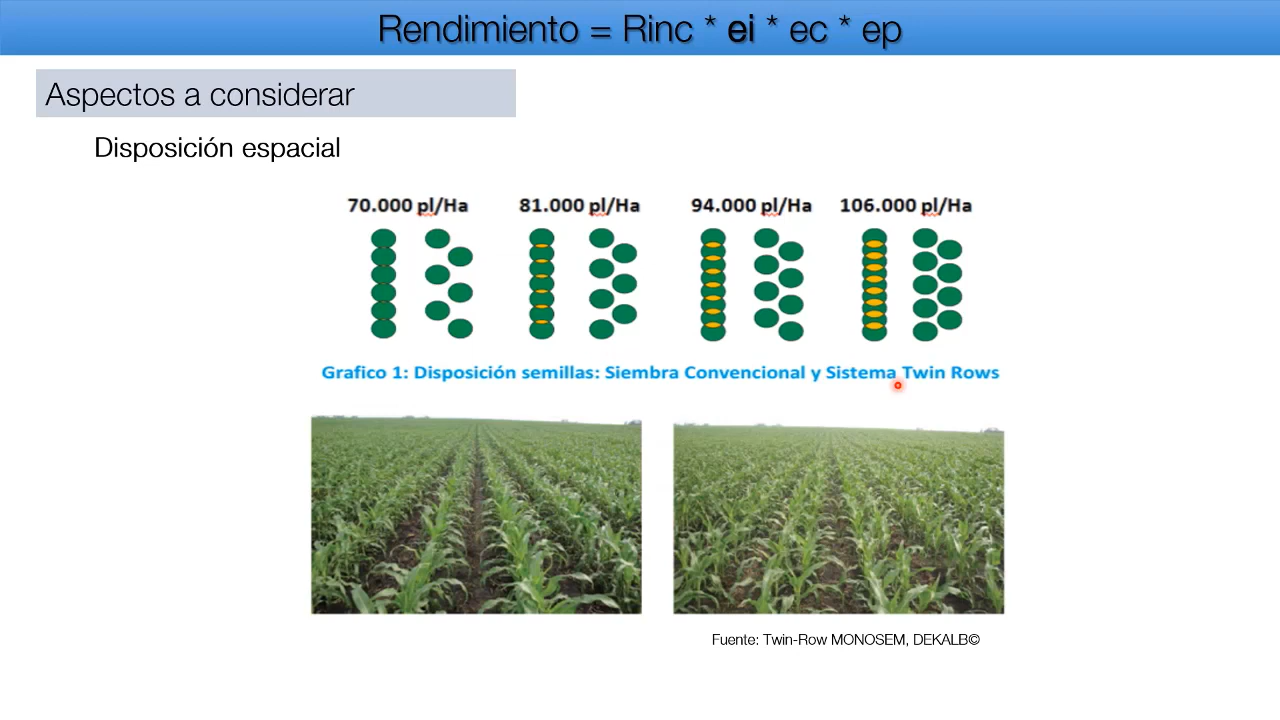 Rendimiento = Rinc * ei * ec * ep
Aspectos a considerar
Disposición espacial
70.000 pl/Ha 81.000 pl/Ha 94.000 pl/Ha 106.000 pl/Ha
Grafico 1: Disposición semillas: Siembra Convencional y Sistema Twin Rows
Fuente: Twin-Row MONOSEM, DEKALB©